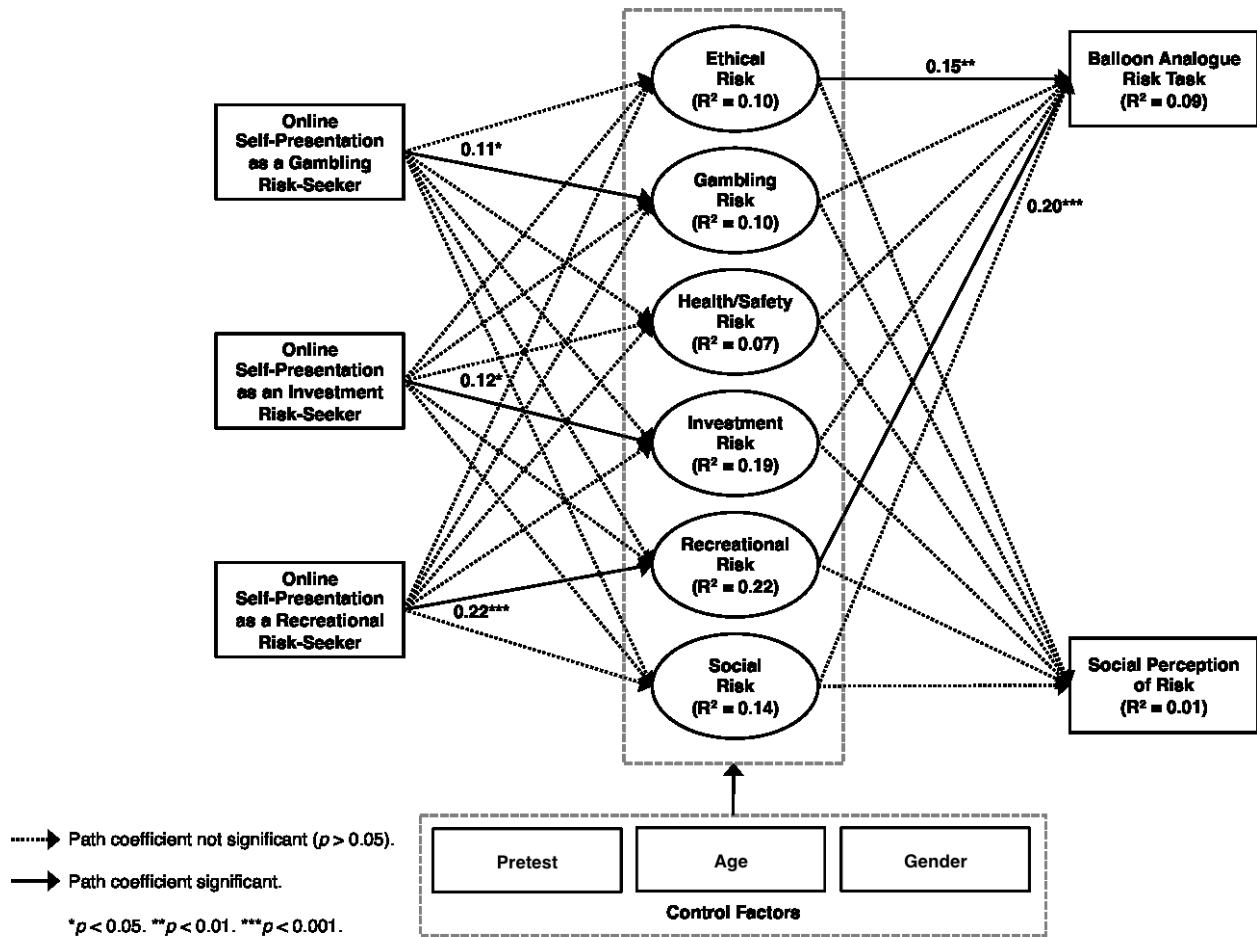 Online
Self-Presentation
as a Gambling
Risk-Seeker
Online
Self-Presentation
as an Investment
Risk-Seeker
Online
Self-Presentation
as a Recreational
Risk-Seeker
0.11*
0.12*
0.22***
Ethical
Risk
(R² = 0.10)
Gambling
Risk
(R² = 0.10)
Health/Safety
Risk
(R² = 0.07)
Investment
Risk
(R² = 0.19)
Recreational
Risk
(R² = 0.22)
Social
Risk
(R² = 0.14)
0.15**
0.20***
Balloon Analogue
Risk Task
(R² = 0.09)
Social Perception
of Risk
(R² = 0.01)
Pretest
Age
Gender
Control Factors
Path coefficient not significant (p > 0.05).
Path coefficient significant.
*p < 0.05. **p < 0.01. ***p < 0.001.